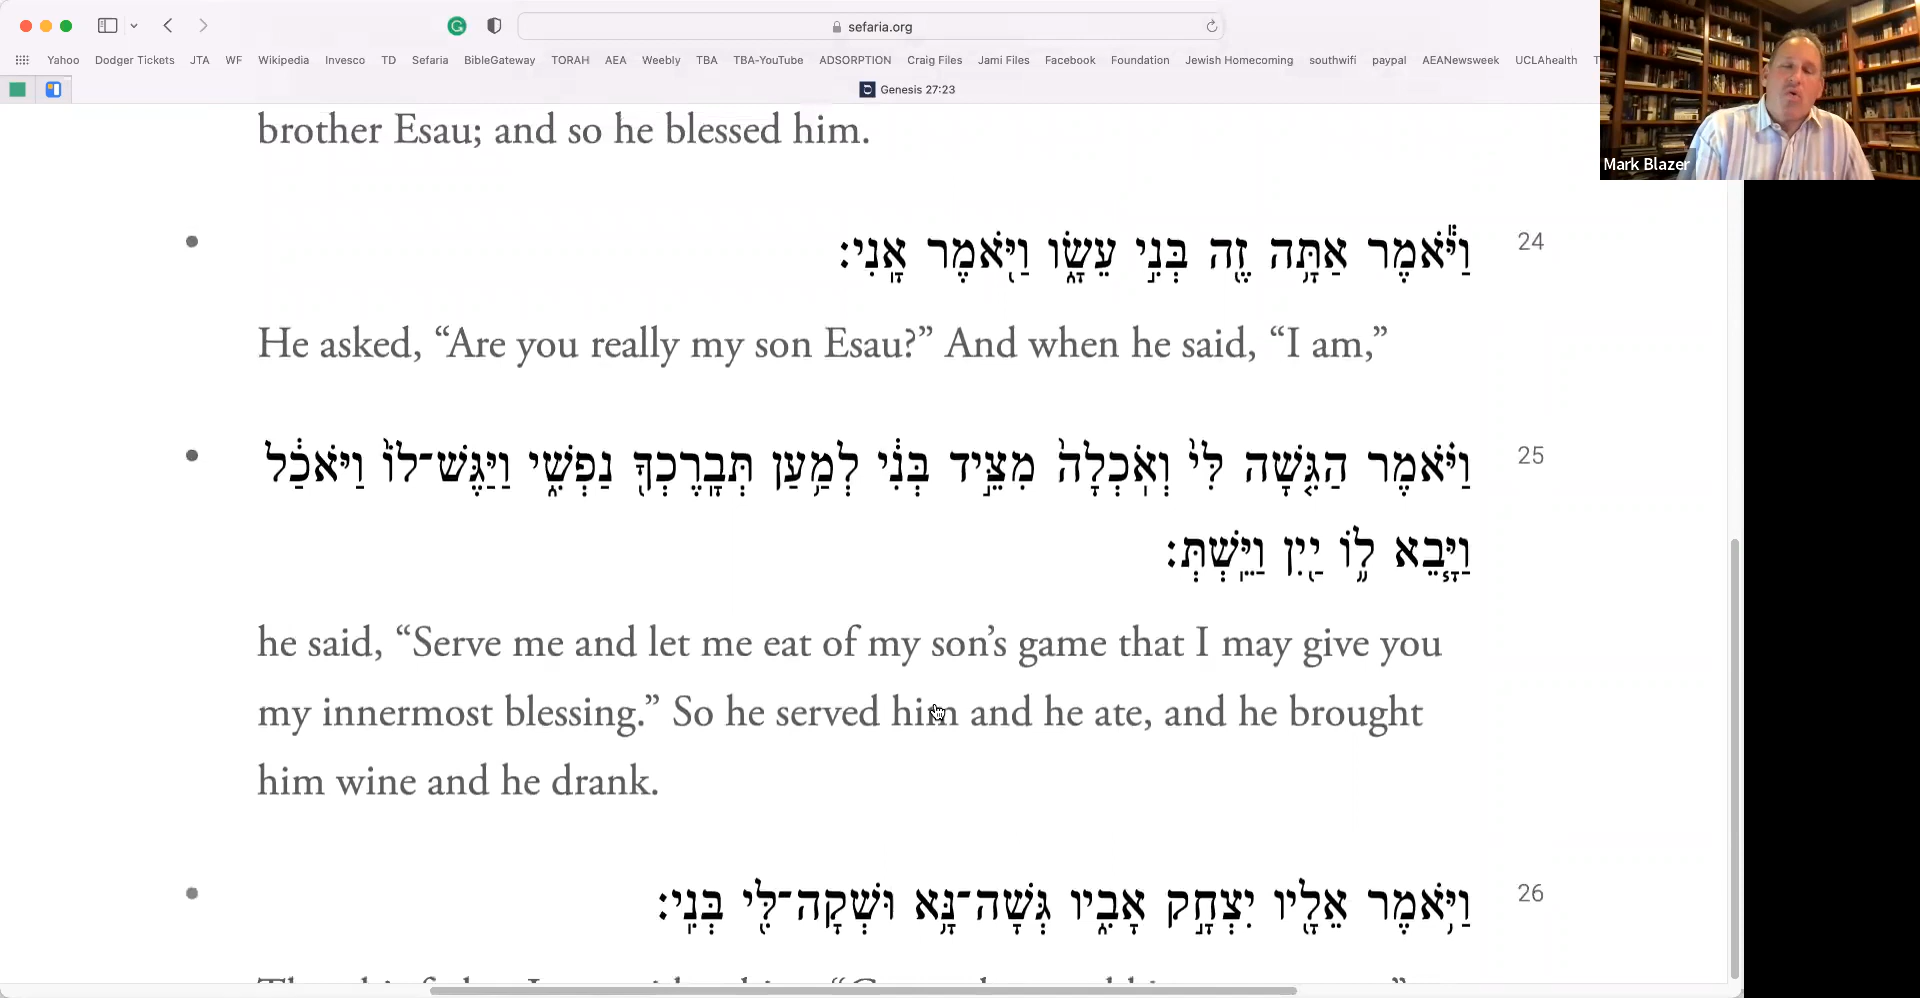 sefaria.org
Yahoo Dodger Tickets JTA WF Wikipedia Invesco TD Sefaria BibleGateway TORAH AEA Weebly TBA TBA-YouTube ADSORPTION Craig Files Jami Files Facebook Foundation Jewish Homecoming southwifi paypal AEANewsweek UCLAhealth
Genesis 27:23
Mark Blazer
brother Esau; and so he blessed him.
24
וַיֹּ֕אמֶר אַתָּ֥ה זֶ֖ה בְּנִ֣י עֵשָׂ֑ו וַיֹּ֖אמֶר אָֽנִי׃
He asked, “Are you really my son Esau?” And when he said, “I am,”
25
וַיֹּ֗אמֶר הַגִּ֤שָׁה לִּי֙ וְאֹֽכְלָה֙ מִצֵּ֣יד בְּנִ֔י לְמַ֥עַן תְּבָֽרֶכְךָ֖ נַפְשִׁ֑י וַיַּגֶּשׁ־לוֹ֙ וַיֹּאכַ֔ל
וַיָּ֧בֵא ל֦וֹ יַ֖יִן וַיֵּֽשְׁתְּ׃
he said, “Serve me and let me eat of my son’s game that I may give you
my innermost blessing.” So he served him and he ate, and he brought
him wine and he drank.
26
וַיֹּ֥אמֶר אֵלָ֖יו יִצְחָ֣ק אָבִ֑יו גְּשָׁה־נָּ֥א וּשְׁקָה־לִּ֖י בְּנִֽי׃